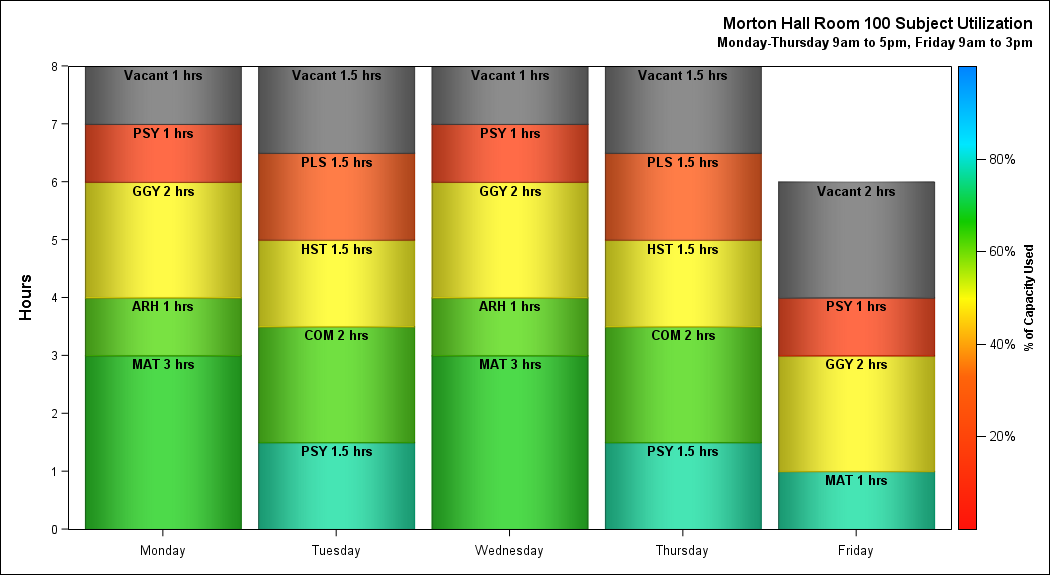 Morton Hall Room 100 Subject Utilization
Monday-Thursday 9am to 5pm, Friday 9am to 3pm
Hours
8
7
6
5
4
3
2
1
0
Vacant 1 hrs
PSY 1 hrs
GGY 2 hrs
ARH 1 hrs
MAT 3 hrs
Vacant 1.5 hrs
PLS 1.5 hrs
HST 1.5 hrs
COM 2 hrs
PSY 1.5 hrs
Vacant 1 hrs
PSY 1 hrs
GGY 2 hrs
ARH 1 hrs
MAT 3 hrs
Vacant 1.5 hrs
PLS 1.5 hrs
HST 1.5 hrs
COM 2 hrs
PSY 1.5 hrs
Vacant 2 hrs
PSY 1 hrs
GGY 2 hrs
MAT 1 hrs
Monday
Tuesday
Wednesday
Thursday
Friday
80%
60%
40%
20%
% of Capacity Used